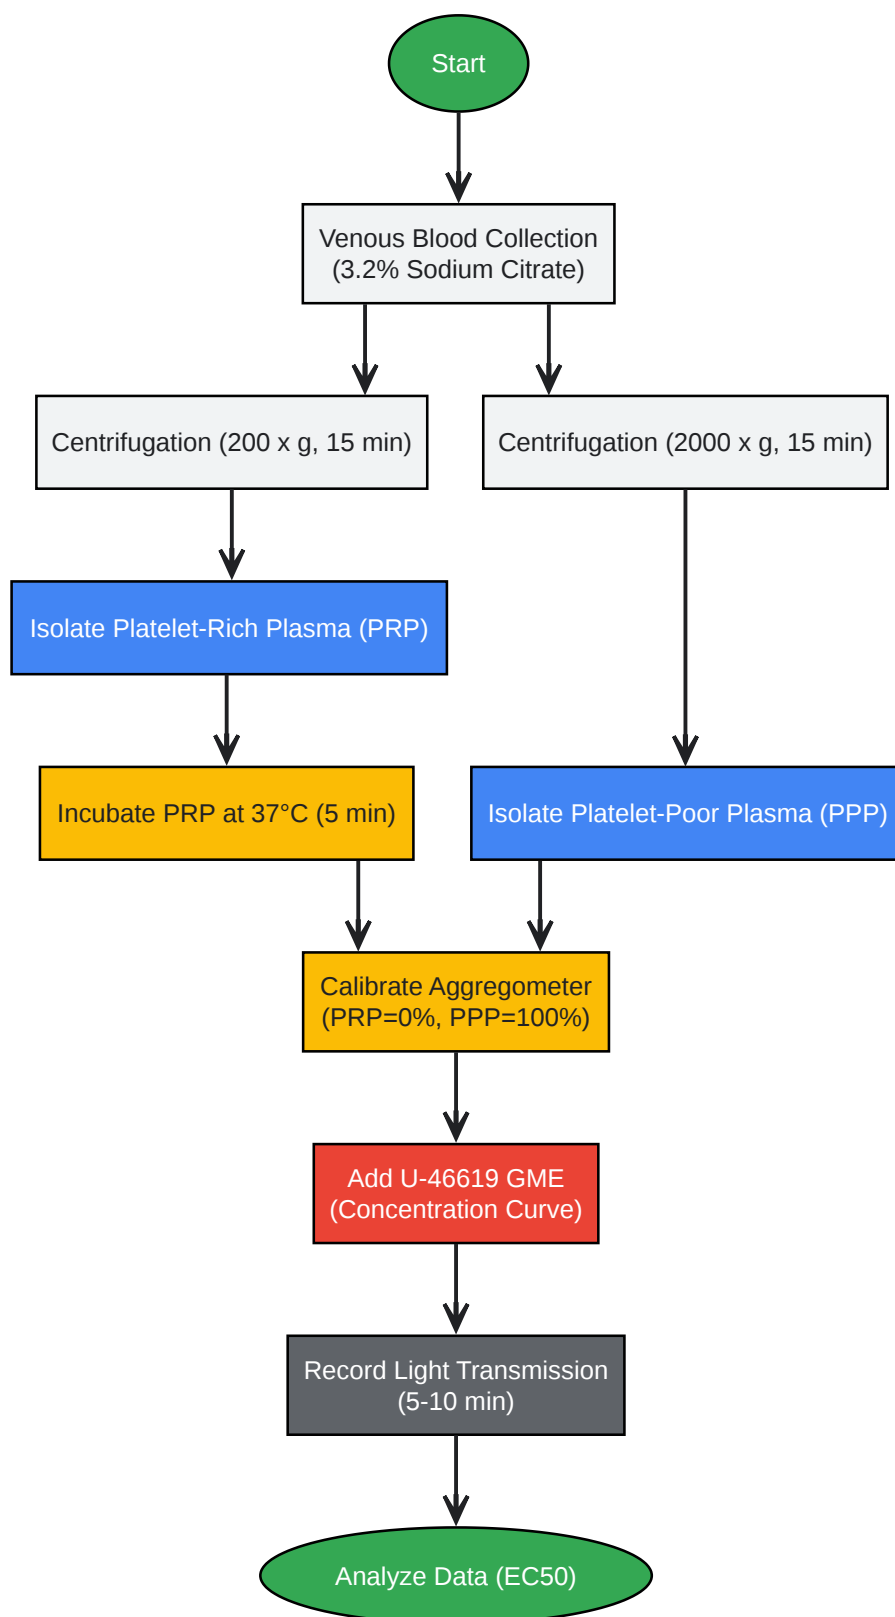 Start
Venous Blood Collection
(3.2% Sodium Citrate)
Centrifugation (200 x g, 15 min)
Centrifugation (2000 x g, 15 min)
Isolate Platelet-Rich Plasma (PRP)
Incubate PRP at 37°C (5 min)
Isolate Platelet-Poor Plasma (PPP)
Calibrate Aggregometer
(PRP=0%, PPP=100%)
Add U-46619 GME
(Concentration Curve)
Record Light Transmission
(5-10 min)
Analyze Data (EC50)